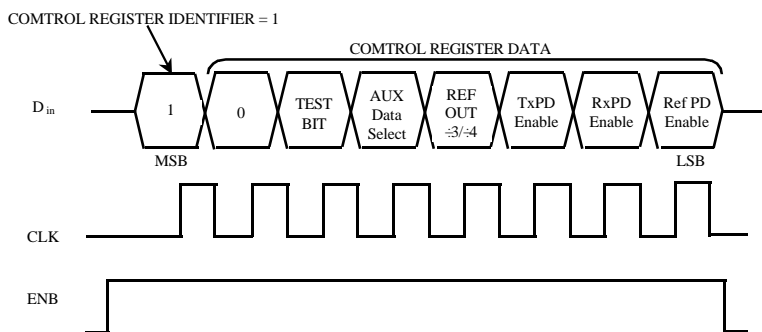 COMTROL REGISTER IDENTIFIER = 1
COMTROL REGISTER DATA
D in
1
0
TEST
BIT
AUX
Data
Select
REF
OUT
÷3/÷4
TxPD
Enable
RxPD
Enable
Ref PD
Enable
MSB
LSB
CLK
ENB